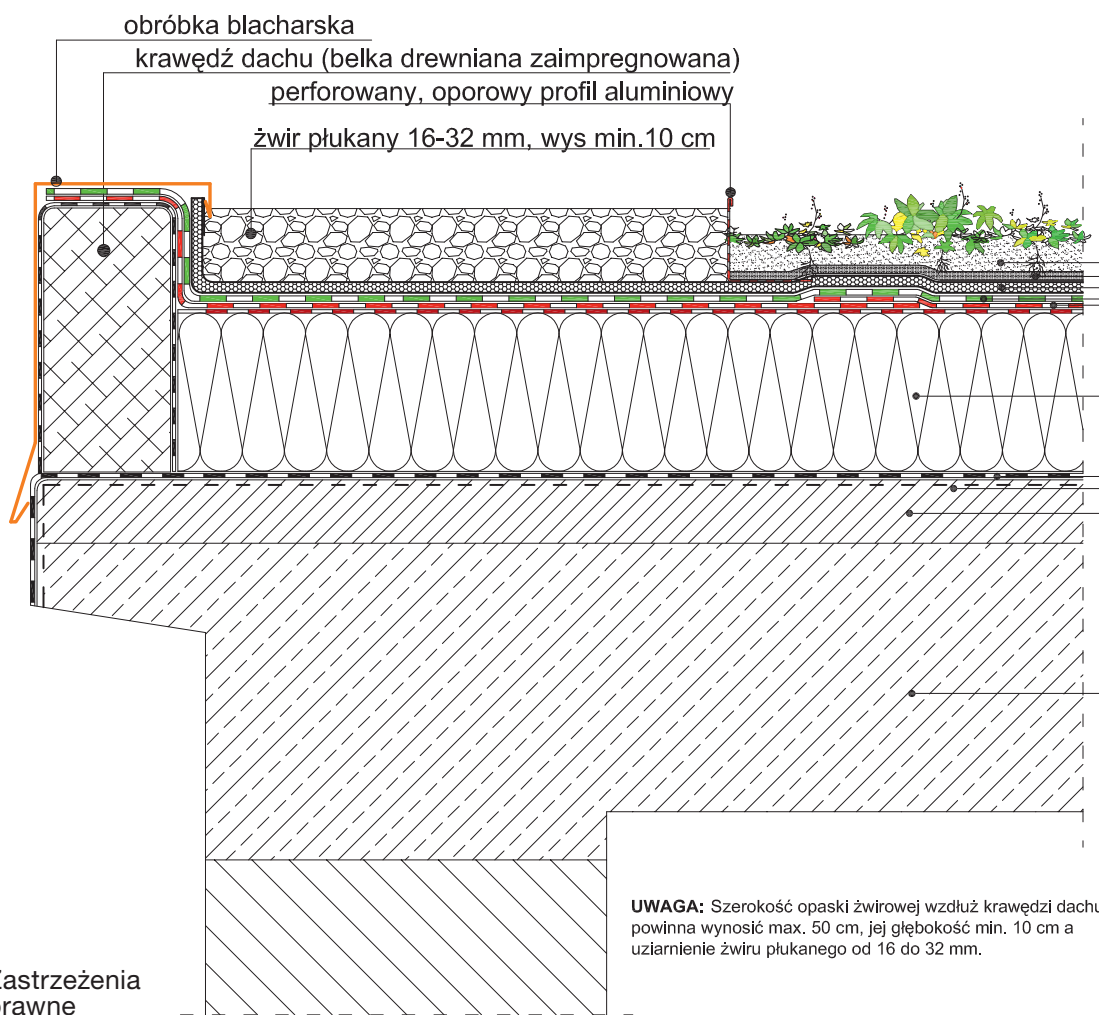 obróbka blacharska
krawędź dachu (belka drewniana zaimpregnowana)
perforowany, oporowy profil aluminiowy
żwir płukany 16-32 mm, wys min.10 cm
UWAGA: Szerokość opaski żwirowej wzdłuż krawędzi dachu
powinna wynosić max. 50 cm, jej głębokość min. 10 cm a
uziarnienie żwiru płukanego od 16 do 32 mm.
Zastrzeżenia
prawne